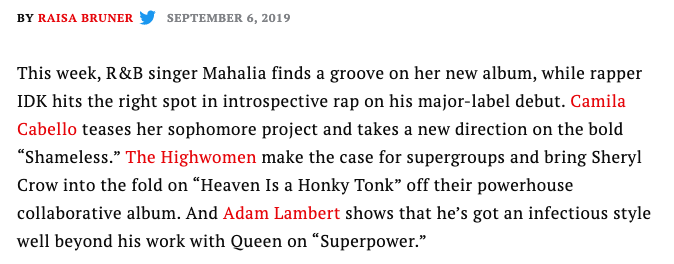 BY RAISA BRUNER SEPTEMBER 6, 2019
This week, R&B singer Mahalia finds a groove on her new album, while rapper
IDK hits the right spot in introspective rap on his major-label debut. Camila
Cabello teases her sophomore project and takes a new direction on the bold
“Shameless.” The Highwomen make the case for supergroups and bring Sheryl
Crow into the fold on “Heaven Is a Honky Tonk” off their powerhouse
collaborative album. And Adam Lambert shows that he’s got an infectious style
well beyond his work with Queen on “Superpower.”